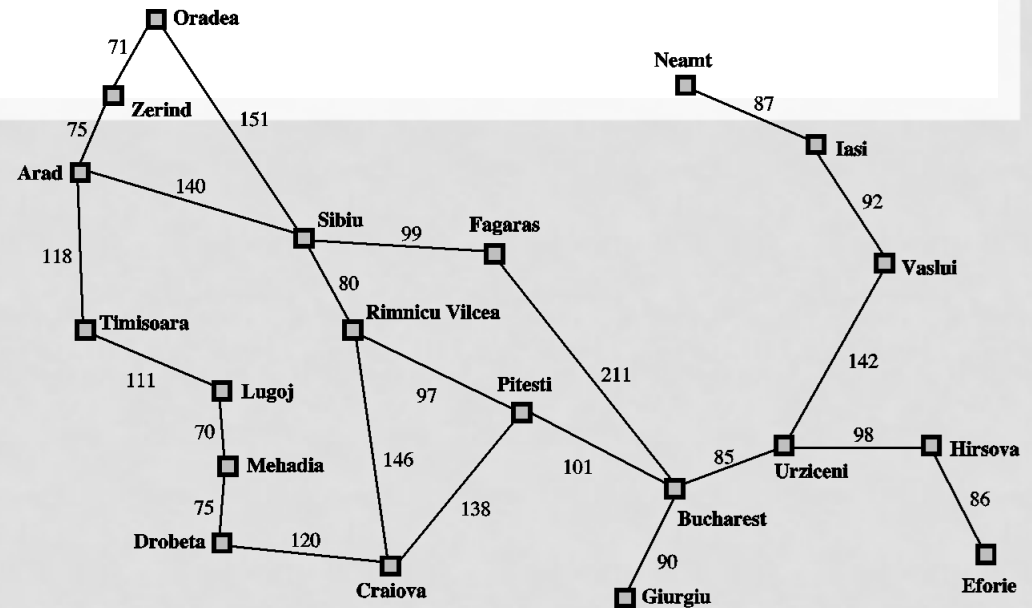 Oradea
71
Neamt
Zerind
87
75
151
Iasi
Arad
140
92
Sibiu
Fagaras
99
118
Vaslui
80
Rimnicu Vilcea
Timisoara
142
111
211
Lugoj
97
Pitesti
70
98
Hirsova
146
85
Mehadia
101
Urziceni
86
75
138
Bucharest
Drobeta
120
90
Eforie
Craiova
Giurgiu